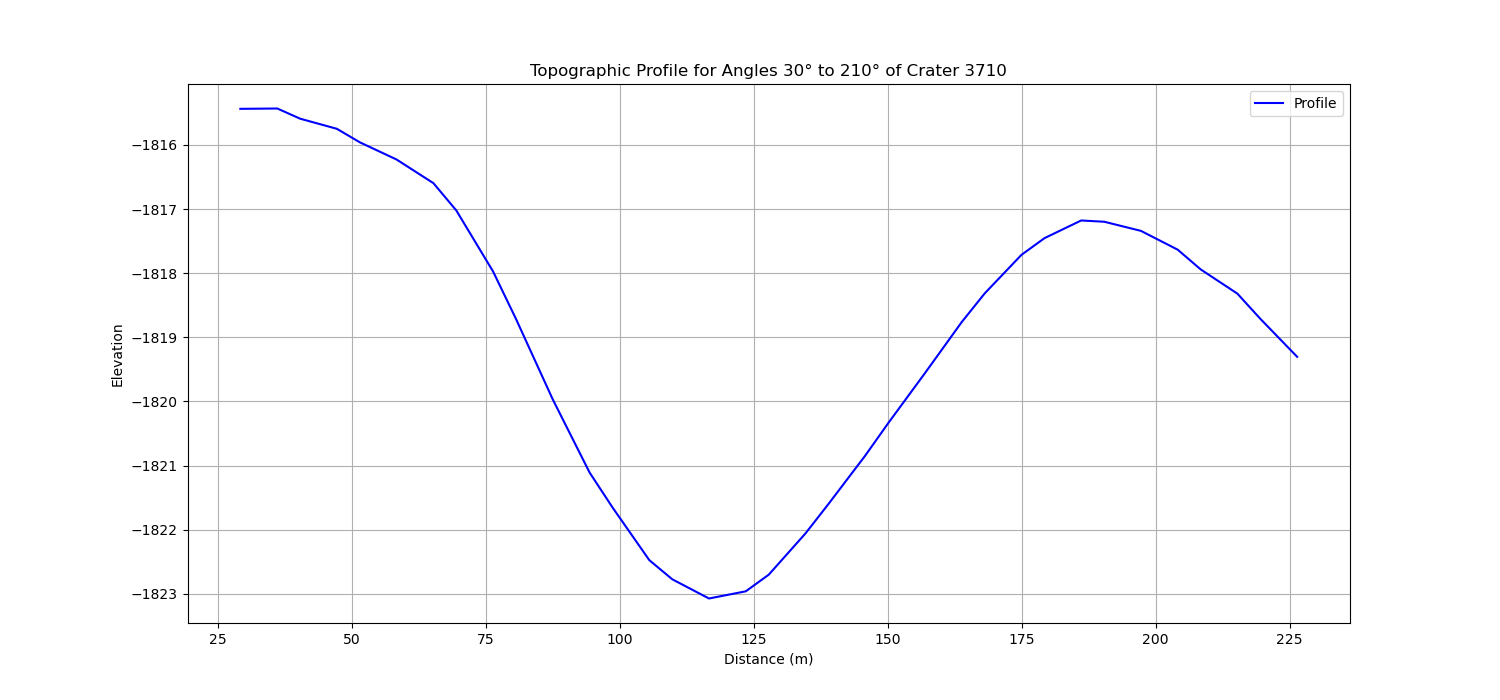 Topographic Profile for Angles 30° to 210° of Crater 3710
Profile
−1816
−1817
−1818
−1819
−1820
−1821
−1822
−1823
Elevation
25 50 75 100 125 150 175 200 225
Distance (m)